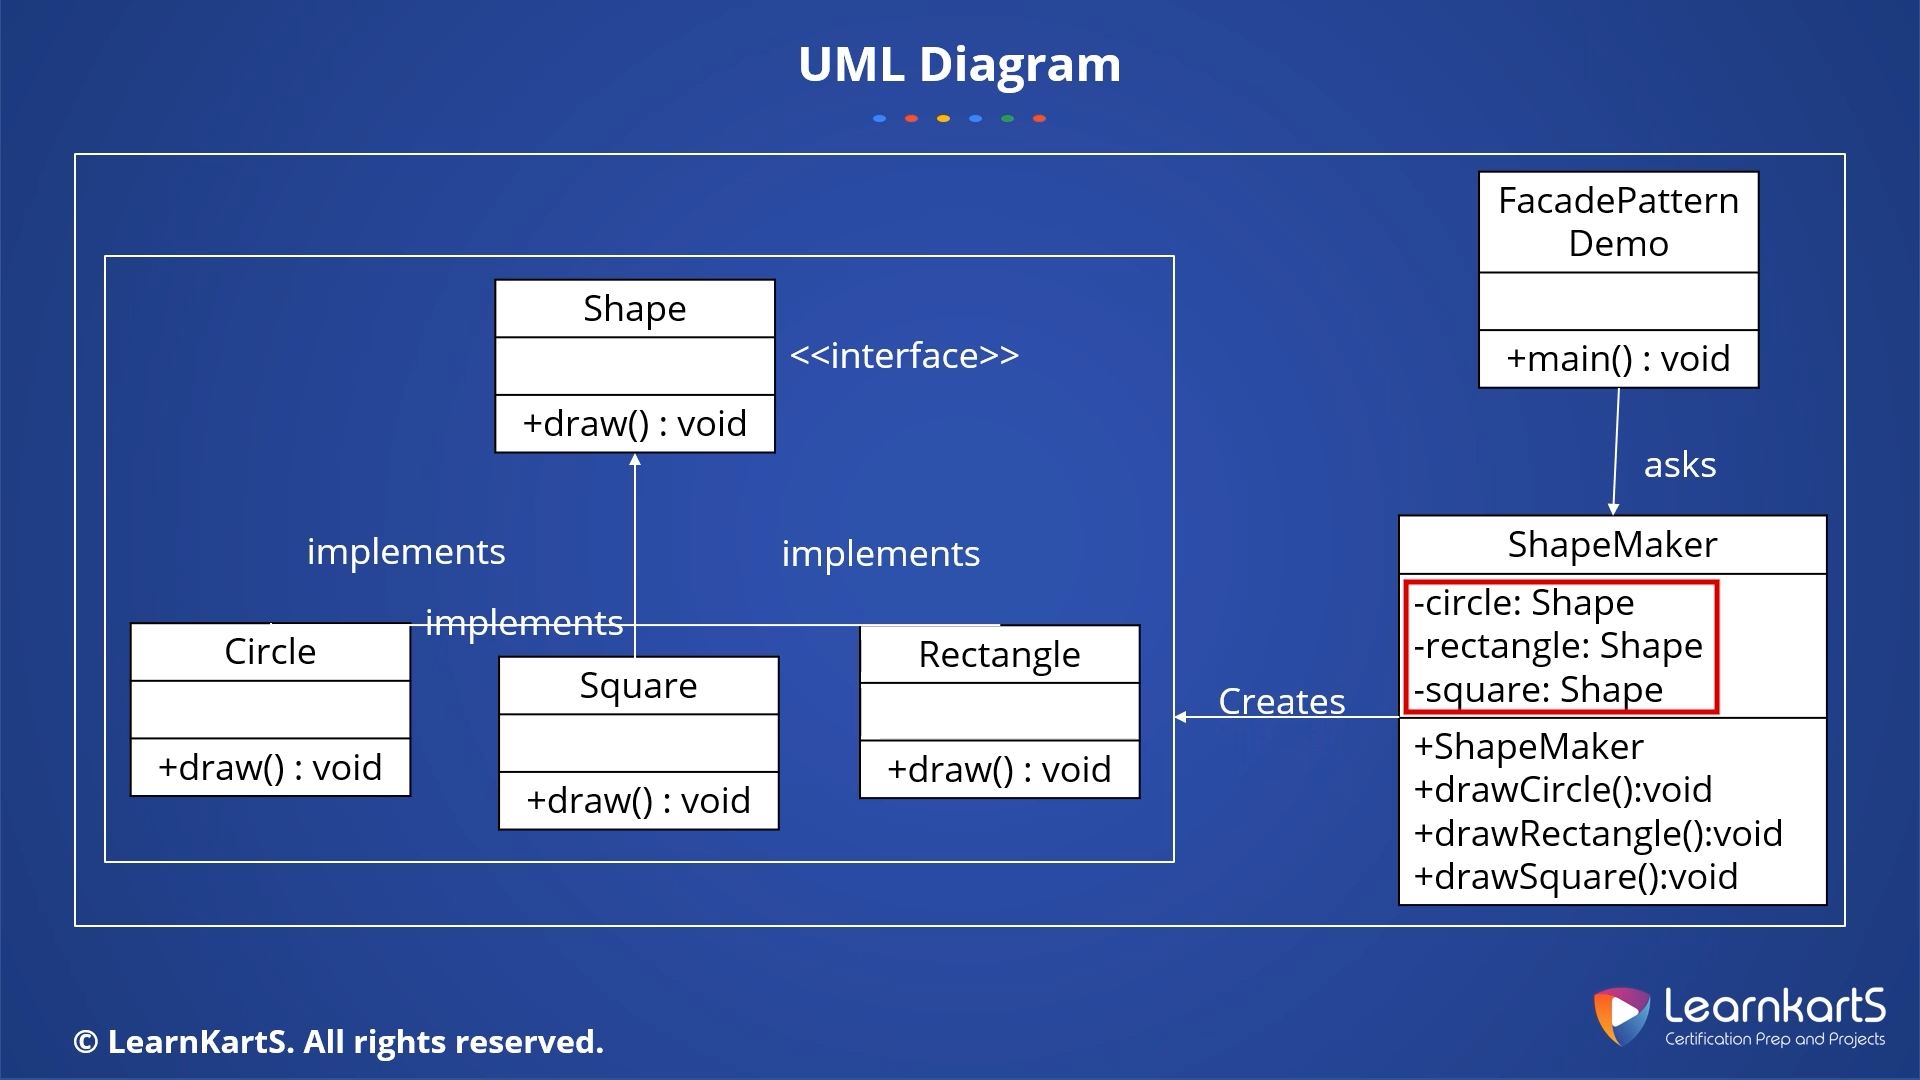 UML Diagram
FacadePattern
Demo
+main() : void
Shape
<<interface>>
+draw() : void
asks
implements
implements
implements
Circle
+draw() : void
Square
+draw() : void
Rectangle
+draw() : void
Creates
ShapeMaker
-circle: Shape
-rectangle: Shape
-square: Shape
+ShapeMaker
+drawCircle():void
+drawRectangle():void
+drawSquare():void
© LearnKartS. All rights reserved.
LearnkartS
Certification Prep and Projects